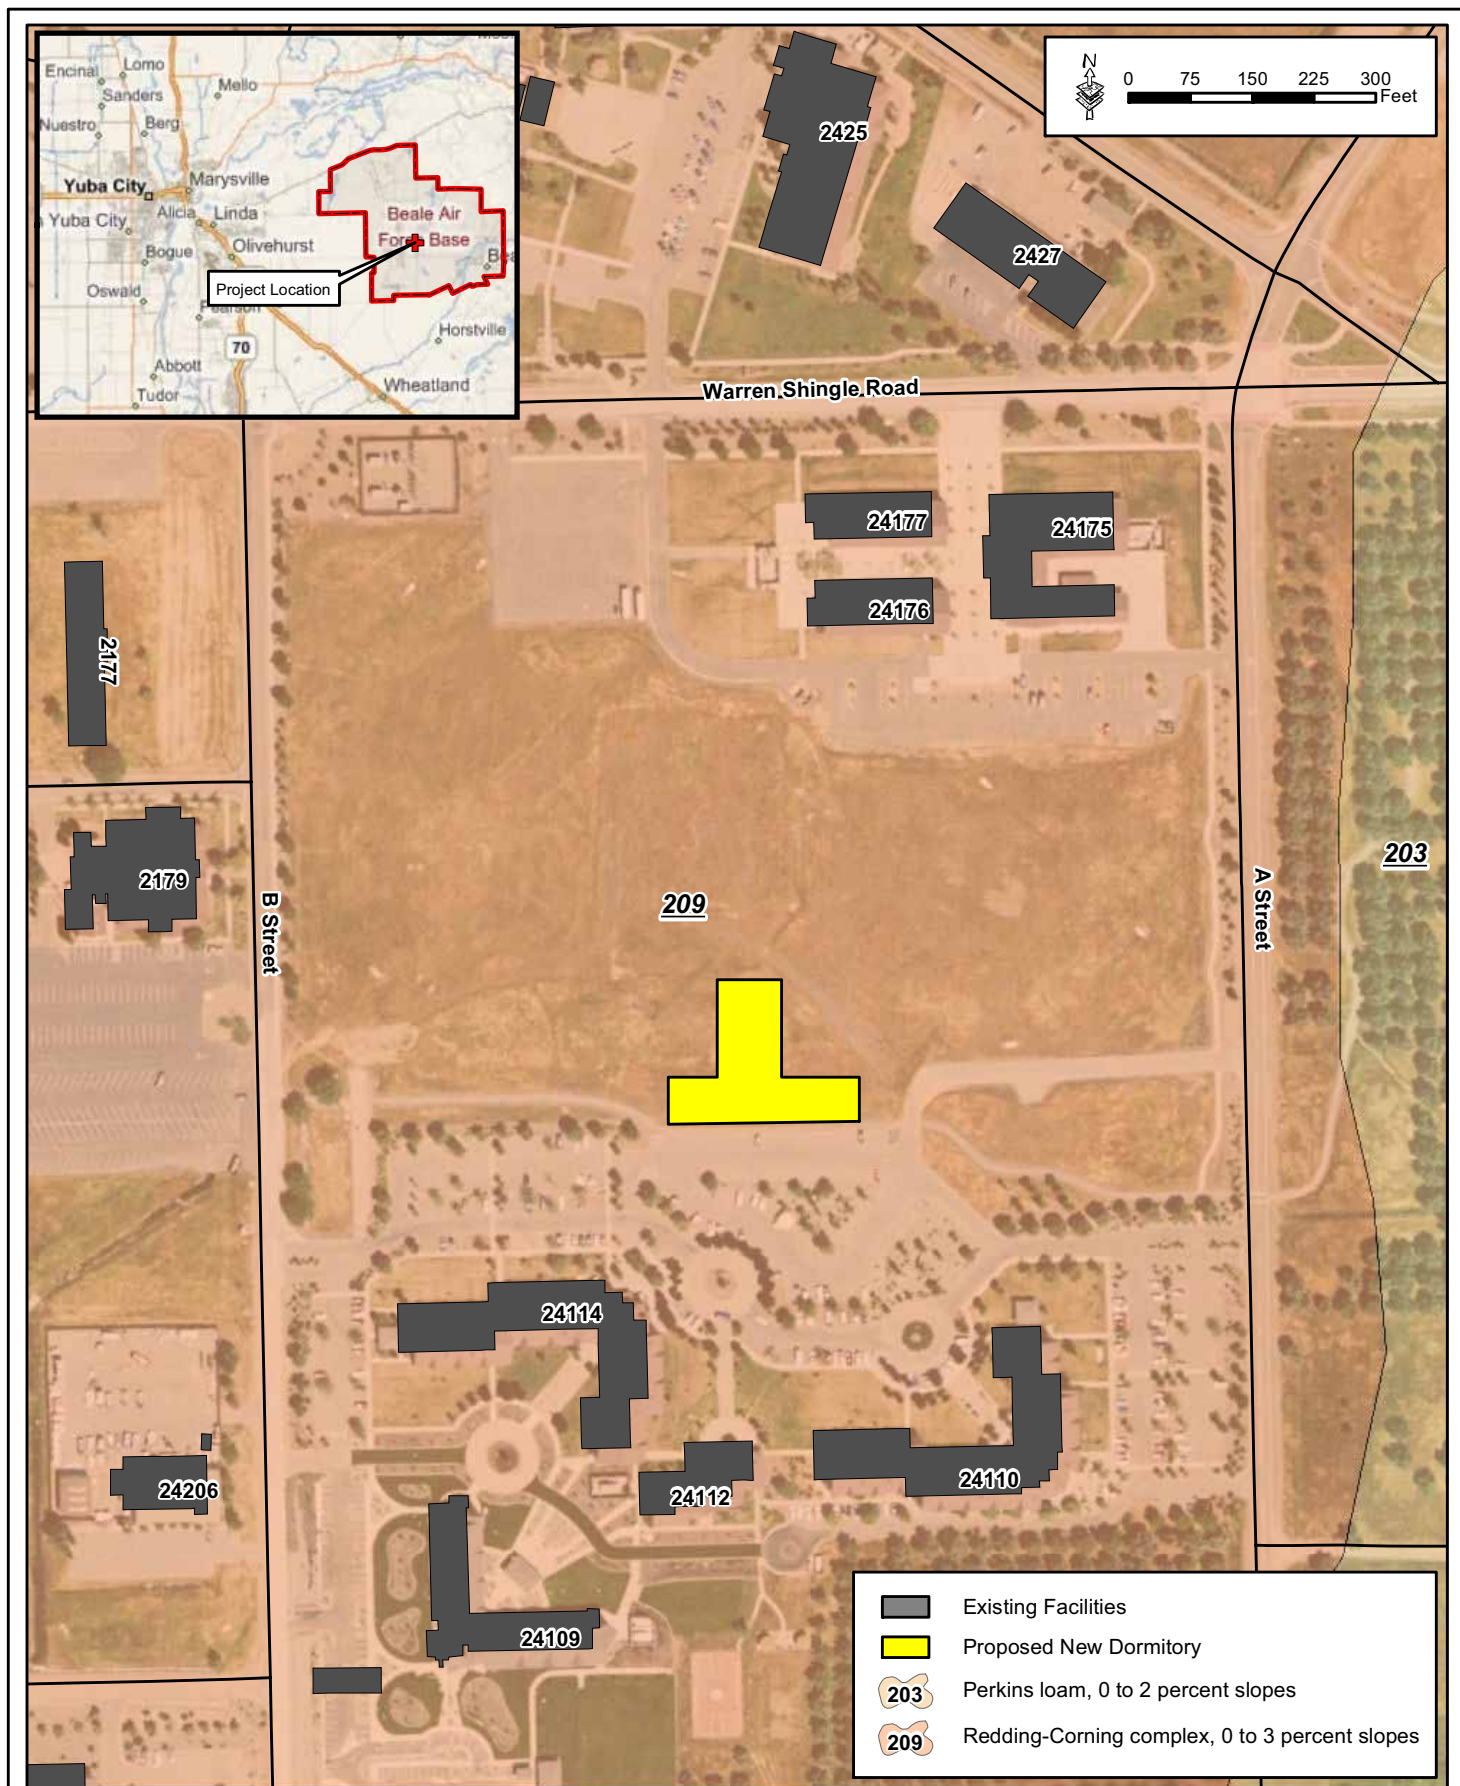 Encinal
Lomo
Mello
Sanders
Nuestro
Berg
Yuba City
Marysville
Yuba City
Alicia
Linda
Beale Air
Force Base
Olivehurst
Bogue
Project Location
Oswald
Pearson
Horstville
70
Abbott
Wheatland
Tudor
N
0 75 150 225 300
Feet
2425
2427
Warren Shingle Road
24177
24175
24176
2177
2179
203
209
B Street
A Street
24114
24206
24112
24110
24109
Existing Facilities
Proposed New Dormitory
203 Perkins loam, 0 to 2 percent slopes
209 Redding-Corning complex, 0 to 3 percent slopes